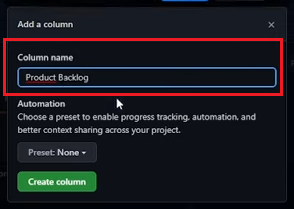 Add a column
Column name
Product Backlog
Automation
Choose a preset to enable progress tracking, automation, and
better context sharing across your project.
Preset: None
Create column